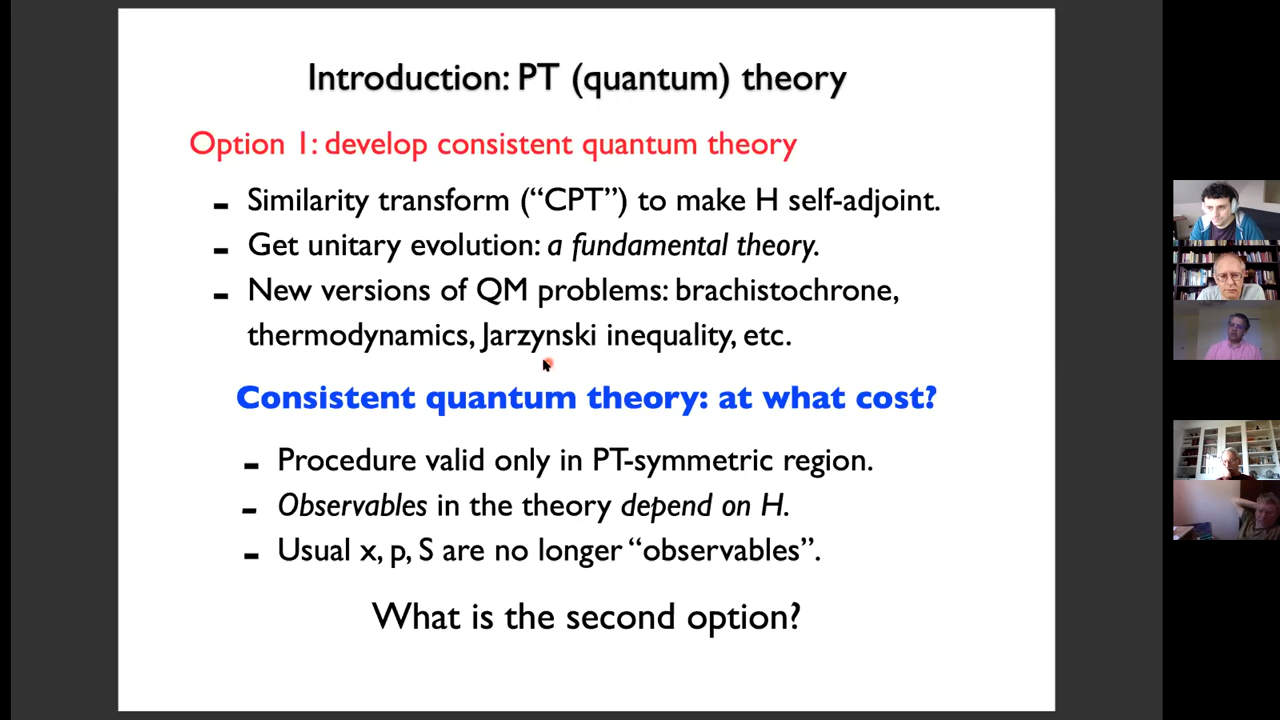 Introduction: PT (quantum) theory
Option 1: develop consistent quantum theory
- Similarity transform (“CPT”) to make H self-adjoint.
- Get unitary evolution: a fundamental theory.
- New versions of QM problems: brachistochrone,
thermodynamics, Jarzynski inequality, etc.
Consistent quantum theory: at what cost?
- Procedure valid only in PT-symmetric region.
- Observables in the theory depend on H.
- Usual x, p, S are no longer “observables”.
What is the second option?